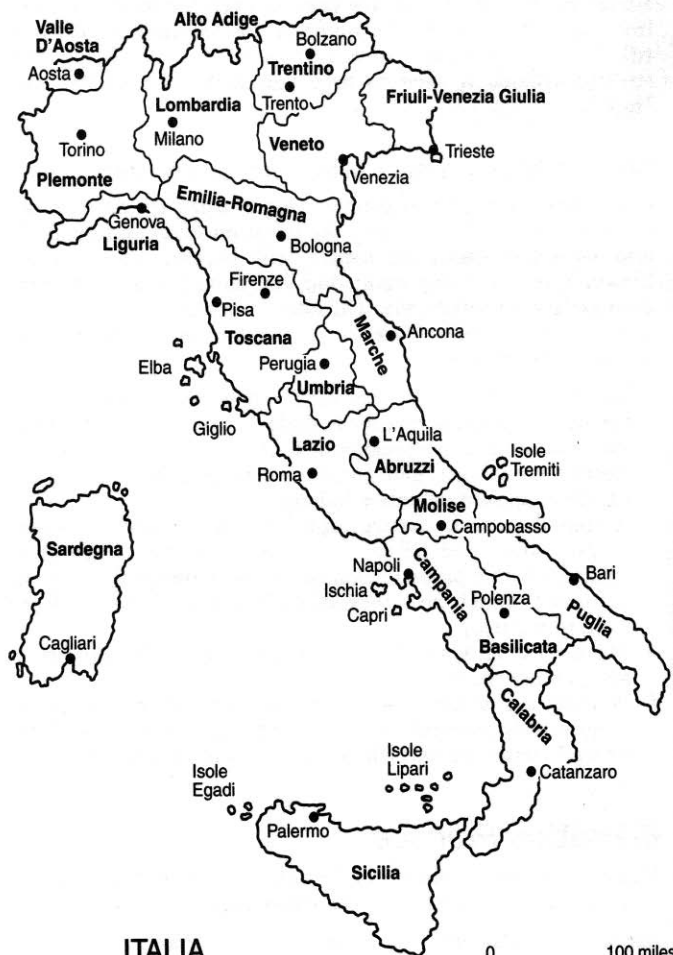 Alto Adige
Valle
D'Aosta
Bolzano
Aosta
Trentino
Friuli-Venezia Giulia
Lombardia
Trento
Torino
Milano
Veneto
Trieste
Venezia
Piemonte
Emilia-Romagna
Genova
Liguria
Bologna
Firenze
Pisa
Toscana
Marche
Ancona
Elba
Perugia
Umbria
Giglio
Lazio
L'Aquila
Abruzzi
Isole
Tremiti
Roma
Molise
Campobasso
Sardegna
Napoli
Campania
Bari
Ischia
Capri
Polenza
Puglia
Basilicata
Cagliari
Calabria
Isole
Lipari
Catanzaro
Isole
Egadi
Palermo
Sicilia
ITALIA
0 100 miles